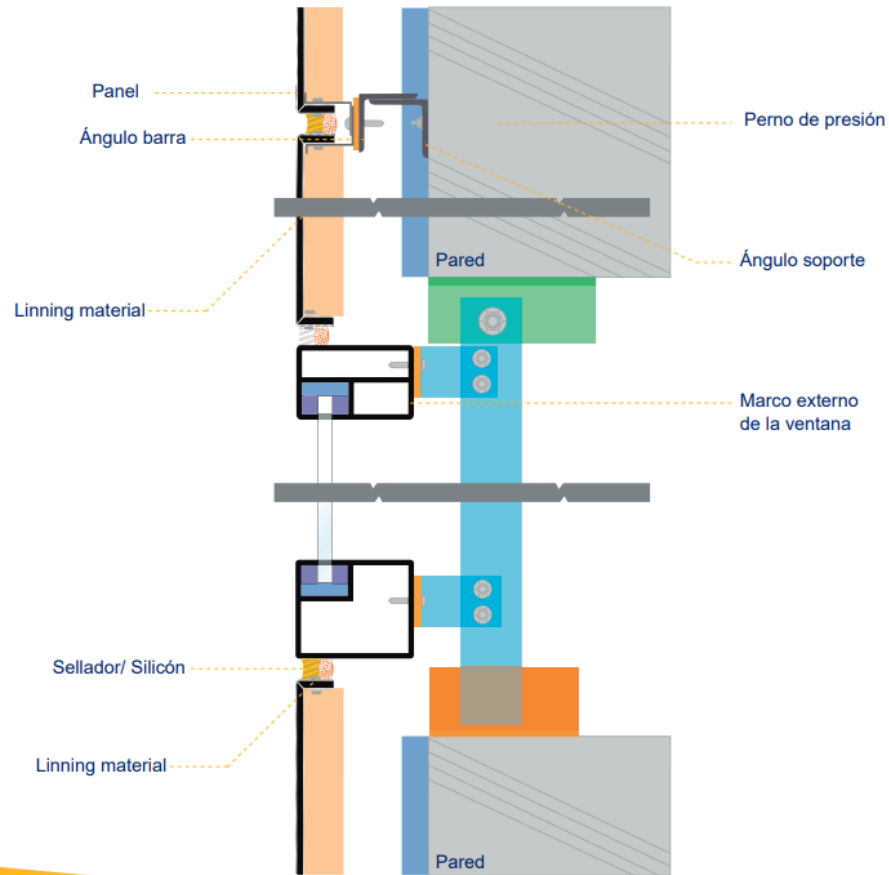 Panel
Perno de presión
Ángulo barra
Pared
Ángulo soporte
Linning material
Marco externo
de la ventana
Sellador/ Silicón
Linning material
Pared